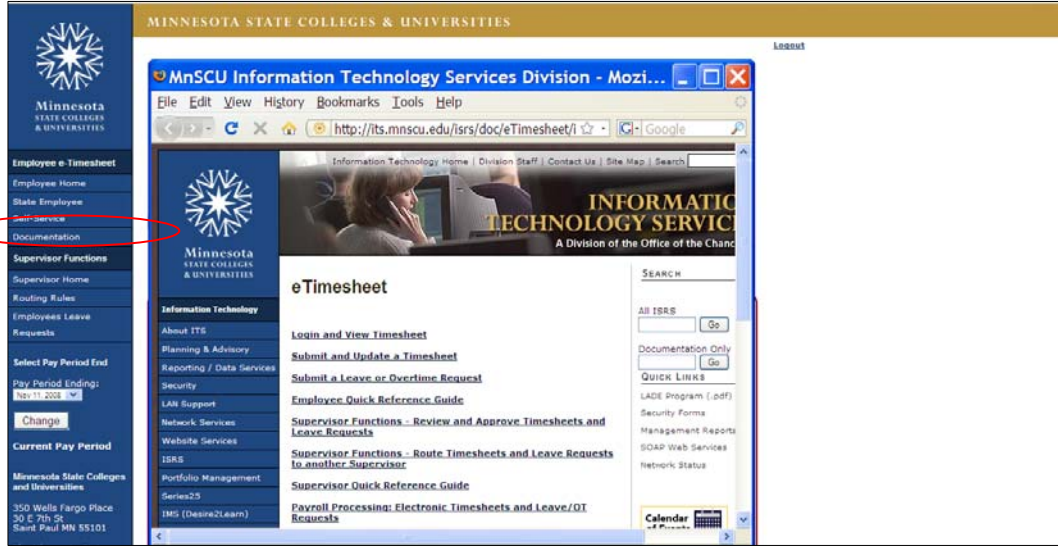 MINNESOTA STATE COLLEGES & UNIVERSITIES
Logout
Minnesota
STATE COLLEGES
& UNIVERSITIES
Employee e-Timesheet
Employee Home
State Employee
Self-Service
Documentation
Supervisor Functions
Supervisor Home
Routing Rules
Employees Leave
Requests
Select Pay Period End
Pay Period Ending:
Nov 11, 2008
Change
Current Pay Period
Minnesota State Colleges
and Universities
350 Wells Fargo Place
30 E 7th St
Saint Paul MN 55101
MnSCU Information Technology Services Division - Mozi...
File Edit View History Bookmarks Tools Help
http://its.mnscu.edu/isrs/doc/eTimesheet/i
G Google
Information Technology Home | Division Staff | Contact Us | Site Map | Search
INFORMATIO
TECHNOLOGY SERVIC
A Division of the Office of the Chanc
Minnesota
STATE COLLEGES
& UNIVERSITIES
Information Technology
About ITS
Planning & Advisory
Reporting / Data Services
Security
LAN Support
Network Services
Website Services
ISRS
Portfolio Management
Series25
IMS (Desire2Learn)
eTimesheet
Login and View Timesheet
Submit and Update a Timesheet
Submit a Leave or Overtime Request
Employee Quick Reference Guide
Supervisor Functions - Review and Approve Timesheets and
Leave Requests
Supervisor Functions - Route Timesheets and Leave Requests
to another Supervisor
Supervisor Quick Reference Guide
Payroll Processing: Electronic Timesheets and Leave/OT
Requests
SEARCH
All ISRS
Go
Documentation Only
Go
QUICK LINKS
LADE Program (.pdf)
Security Forms
Management Reports
SOAP Web Services
Network Status
Calendar
of Events